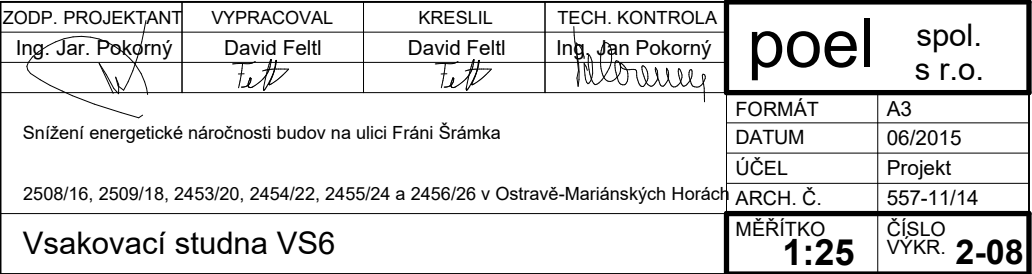 ZODP. PROJEKTANT VYPRACOVAL KRESLIL TECH. KONTROLA
Ing. Jar. Pokorný David Feltl David Feltl Ing. Jan Pokorný
poel spol. s r.o.
Snížení energetické náročnosti budov na ulici Fráni Šrámka
2508/16, 2509/18, 2453/20, 2454/22, 2455/24 a 2456/26 v Ostravě-Mariánských Horách
FORMÁT A3
DATUM 06/2015
ÚČEL Projekt
ARCH. Č. 557-11/14
Vsakovací studna VS6
MĚŘÍTKO 1:25
ČÍSLO VÝKR. 2-08